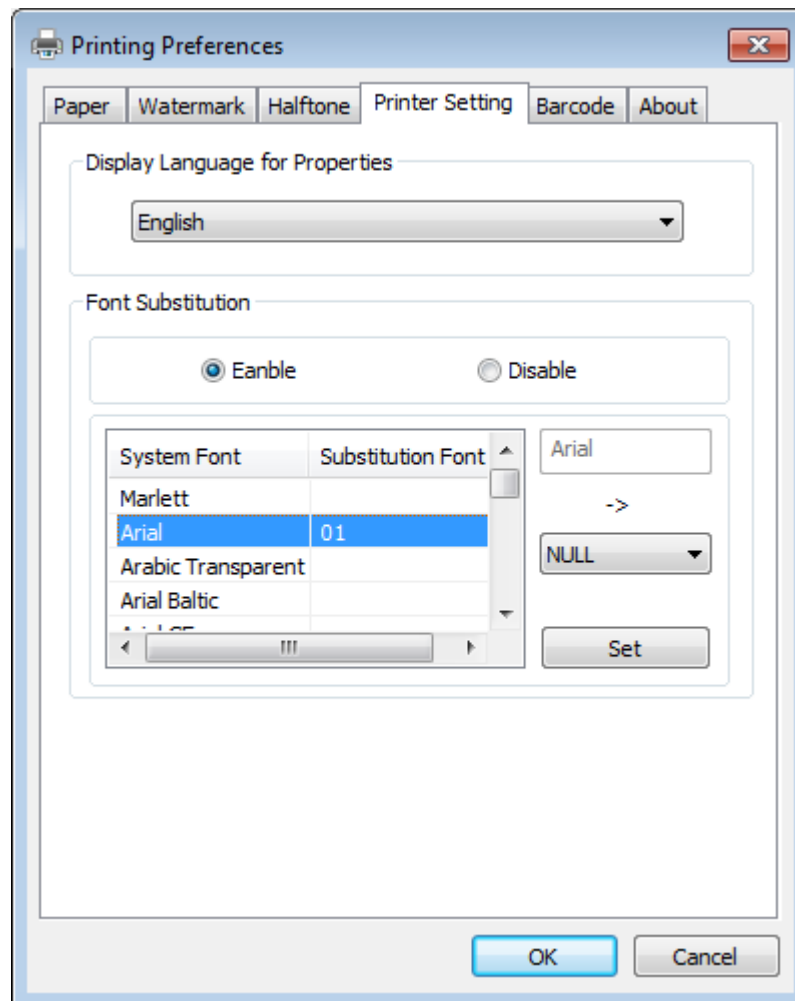 Printing Preferences
Paper Watermark Halftone Printer Setting Barcode About
Display Language for Properties
English
Font Substitution
Eanble Disable
System Font Substitution Font
Marlett
Arial 01
Arabic Transparent
Arial Baltic
Arial
->
NULL
Set
OK Cancel